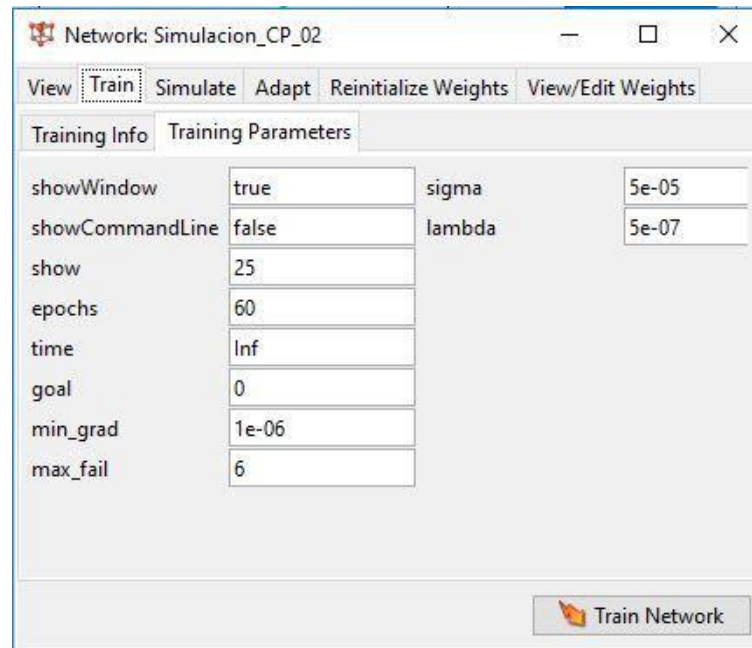 Network: Simulacion_CP_02
View Train Simulate Adapt Reinitialize Weights View/Edit Weights
Training Info Training Parameters
showWindow true sigma 5e-05
showCommandLine false lambda 5e-07
show 25
epochs 60
time Inf
goal 0
min_grad 1e-06
max_fail 6
Train Network